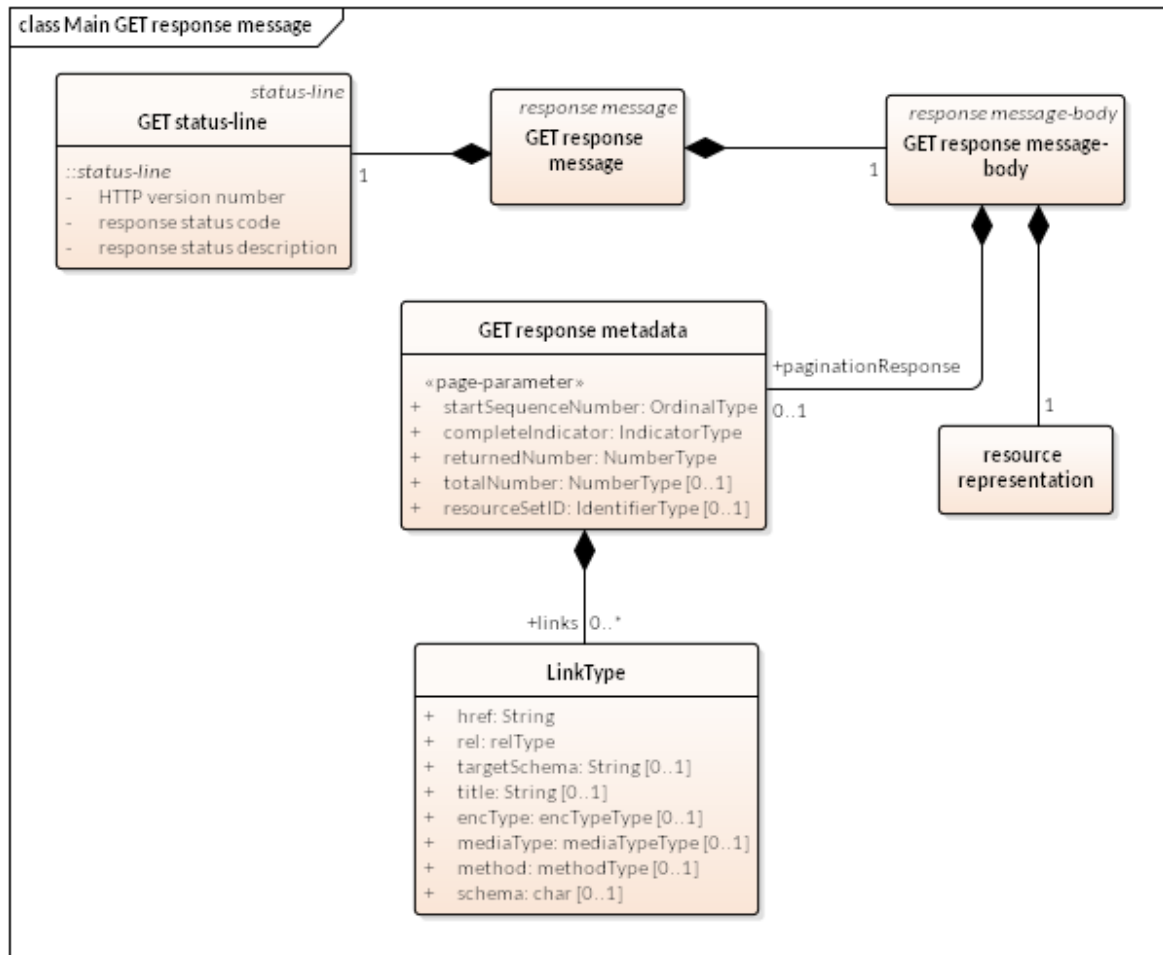 class Main GET response message
status-line
GET status-line
::status-line
- HTTP version number
- response status code
- response status description
1
response message
GET response
message
response message-body
GET response message-
body
1
GET response metadata
«page-parameter»
+ startSequenceNumber: OrdinalType
+ completeIndicator: IndicatorType
+ returnedNumber: NumberType
+ totalNumber: NumberType [0..1]
+ resourceSetID: IdentifierType [0..1]
+paginationResponse
0..1
1
resource
representation
+links 0..*
LinkType
+ href: String
+ rel: relType
+ targetSchema: String [0..1]
+ title: String [0..1]
+ encType: encTypeType [0..1]
+ mediaType: mediaTypeType [0..1]
+ method: methodType [0..1]
+ schema: char [0..1]